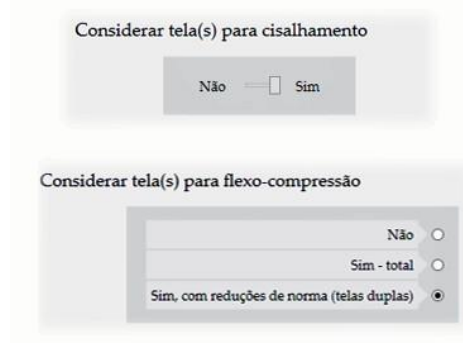 Considerar tela(s) para cisalhamento
Não Sim
Considerar tela(s) para flexo-compressão
Não
Sim - total
Sim, com reduções de norma (telas duplas)